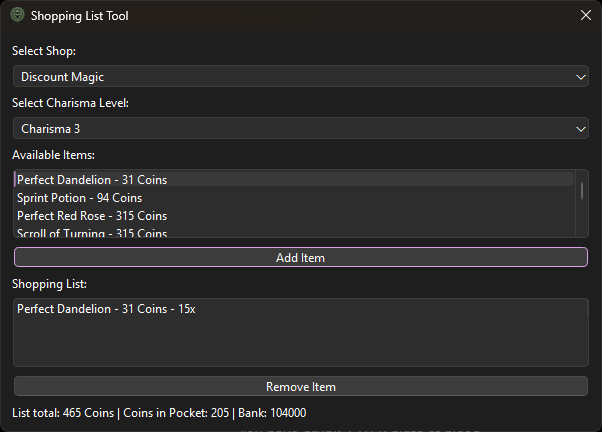 Shopping List Tool
Select Shop:
Discount Magic
Select Charisma Level:
Charisma 3
Available Items:
Perfect Dandelion - 31 Coins
Sprint Potion - 94 Coins
Perfect Red Rose - 315 Coins
Scroll of Turning - 315 Coins
Add Item
Shopping List:
Perfect Dandelion - 31 Coins - 15x
Remove Item
List total: 465 Coins | Coins in Pocket: 205 | Bank: 104000